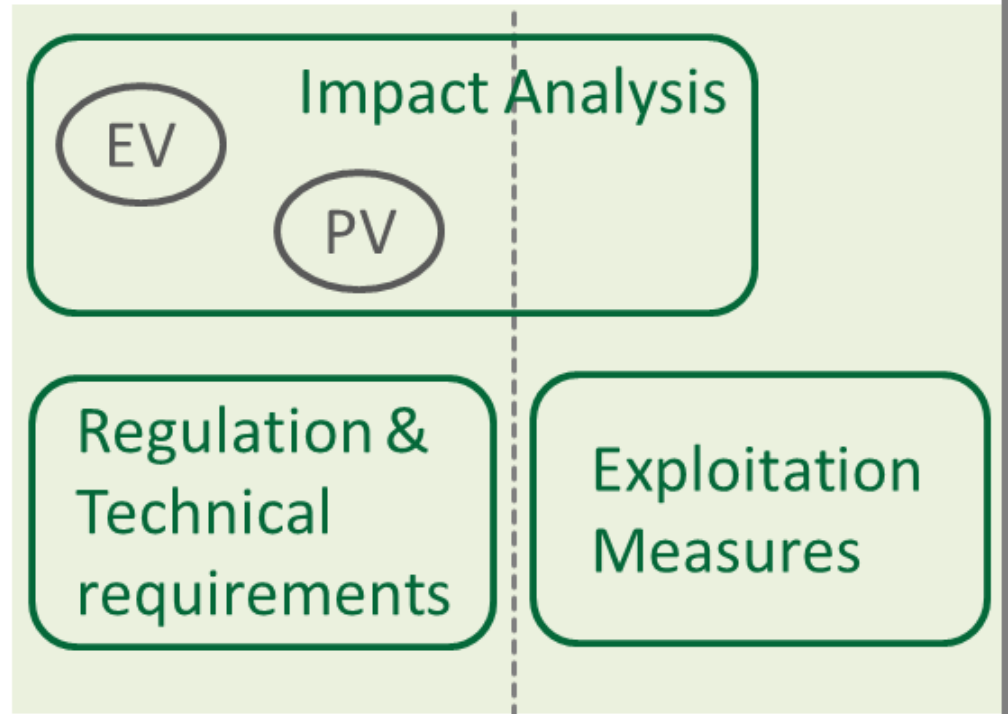 Impact Analysis
EV
PV
Regulation &
Technical
requirements
Exploitation
Measures